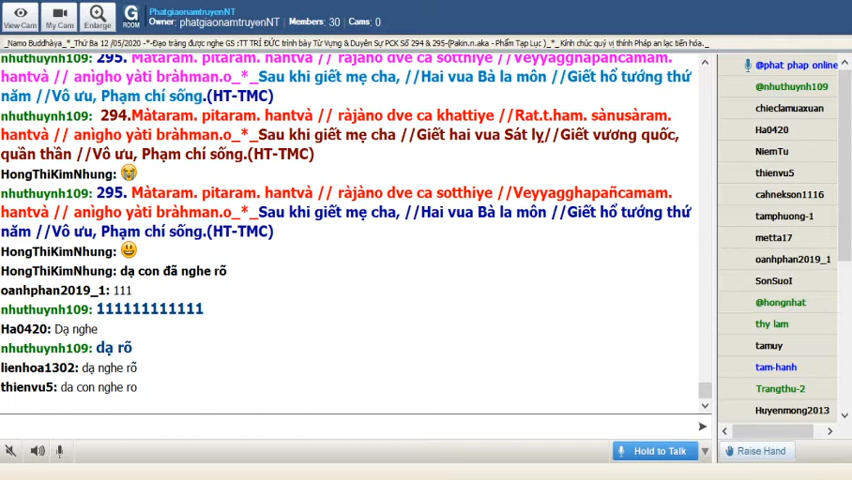 PhatgiaonamtruyenNT
Owner: phatgiaonamtruyenNT Members: 30 Cams: 0
View Cam
My Cam
Enlarge
G
ROOM
_Namo Buddhàya_*_Thứ Ba 12 /05/2020 -*-Đạo tràng được nghe GS :TT TRÍ ĐỨC trình bày Từ Vựng & Duyên Sự PCK Số 294 & 295-(Pakin.n.aka - Phẩm Tạp Lục )_*_Kính chúc quý vị thính Pháp an lạc tiến hóa._
nhuthuynh109: 295. Màtaram. pitaram. hantvà // ràjàno dve ca sotthiye //Veyyagghapañcamam.
hantvà // anìgho yàti bràhman.o_*_Sau khi giết mẹ cha, //Hai vua Bà la môn //Giết hổ tướng thứ
năm //Vô ưu, Phạm chí sống.(HT-TMC)
nhuthuynh109: 294.Màtaram. pitaram. hantvà // ràjàno dve ca khattiye //Rat.t.ham. sànusàram.
hantvà // anìgho yàti bràhman.o_*_Sau khi giết mẹ cha //Giết hai vua Sát lỵ//Giết vương quốc,
quần thần //Vô ưu, Phạm chí sống.(HT-TMC)
HongThiKimNhung:
nhuthuynh109: 295. Màtaram. pitaram. hantvà // ràjàno dve ca sotthiye //Veyyagghapañcamam.
hantvà // anìgho yàti bràhman.o_*_Sau khi giết mẹ cha, //Hai vua Bà la môn //Giết hổ tướng thứ
năm //Vô ưu, Phạm chí sống.(HT-TMC)
HongThiKimNhung:
HongThiKimNhung: dạ con đã nghe rõ
oanhphan2019_1: 111
nhuthuynh109: 111111111111
Ha0420: Dạ nghe
nhuthuynh109: dạ rõ
lienhoa1302: dạ nghe rõ
thienvu5: da con nghe ro
@phat phap online
@nhuthuynh109
chieclamuaxuan
Ha0420
NiemTu
thienvu5
cahnekson1116
tamphuong-1
metta17
oanhphan2019_1
SonSuoI
@hongnhat
thy lam
tamuy
tam-hanh
Trangthu-2
Huyenmong2013
Hold to Talk
Raise Hand